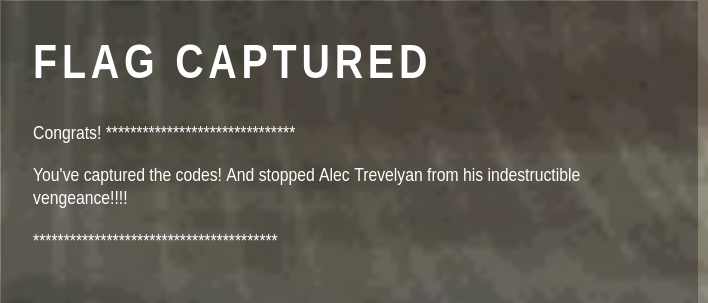 FLAG CAPTURED
Congrats! *******************************
You've captured the codes! And stopped Alec Trevelyan from his indestructible
vengeance!!!!
****************************************